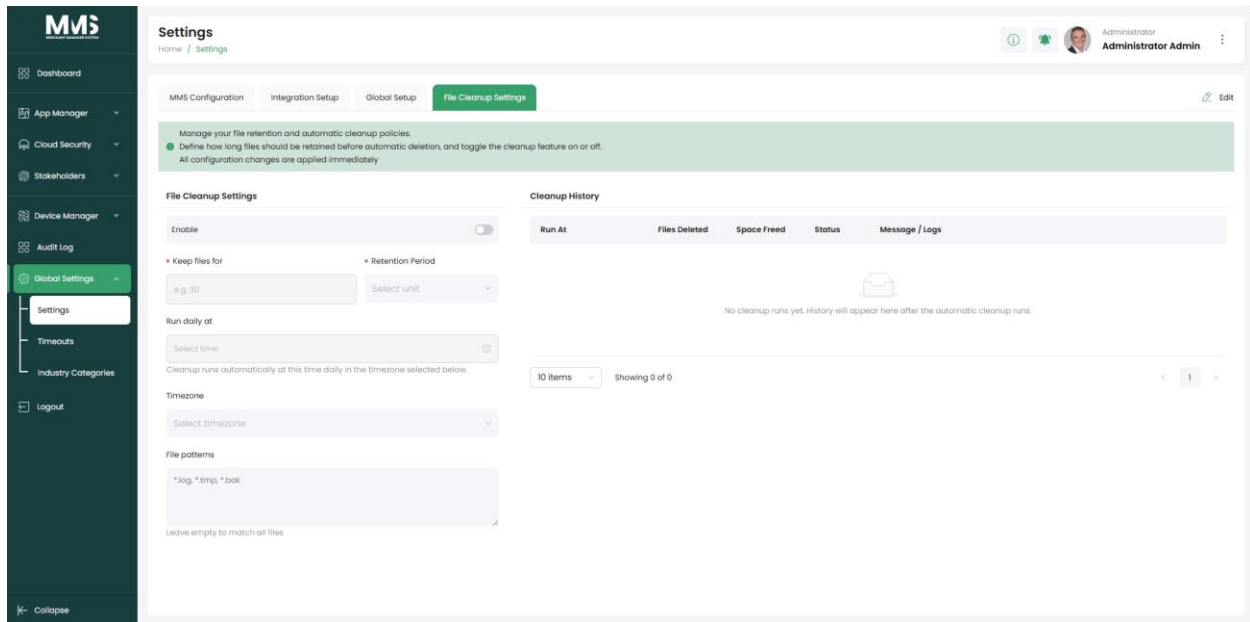 MMS
MERCHANT MANAGER SYSTEM
Dashboard
App Manager
Cloud Security
Stakeholders
Device Manager
Audit Log
Global Settings
Settings
Timeouts
Industry Categories
Logout
Collapse
Settings
Home / Settings
Administrator
Administrator Admin
MMS Configuration
Integration Setup
Global Setup
File Cleanup Settings
Edit
Manage your file retention and automatic cleanup policies.
Define how long files should be retained before automatic deletion, and toggle the cleanup feature on or off.
All configuration changes are applied immediately
File Cleanup Settings
Enable
* Keep files for
* Retention Period
e.g. 30
Select unit
Run daily at
Select time
Cleanup runs automatically at this time daily in the timezone selected below.
Timezone
Select timezone
File patterns
*.log, *.tmp, *.bak
Leave empty to match all files
Cleanup History
Run At Files Deleted Space Freed Status Message / Logs
No cleanup runs yet. History will appear here after the automatic cleanup runs.
10 items Showing 0 of 0
< 1 >